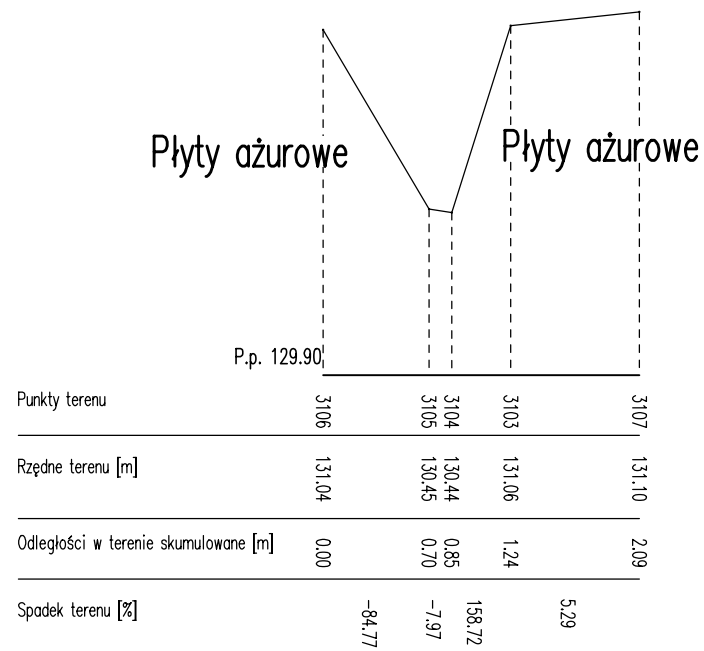 Płyty ażurowe
Płyty ażurowe
P.p. 129.90
Punkty terenu 3106 3105 3104 3103 3107
Rzędne terenu [m] 131.04 130.45 130.44 131.06 131.10
Odległości w terenie skumulowane [m] 0.00 0.70 0.85 1.24 2.09
Spadek terenu [%] -84.77 -7.97 158.72 5.29